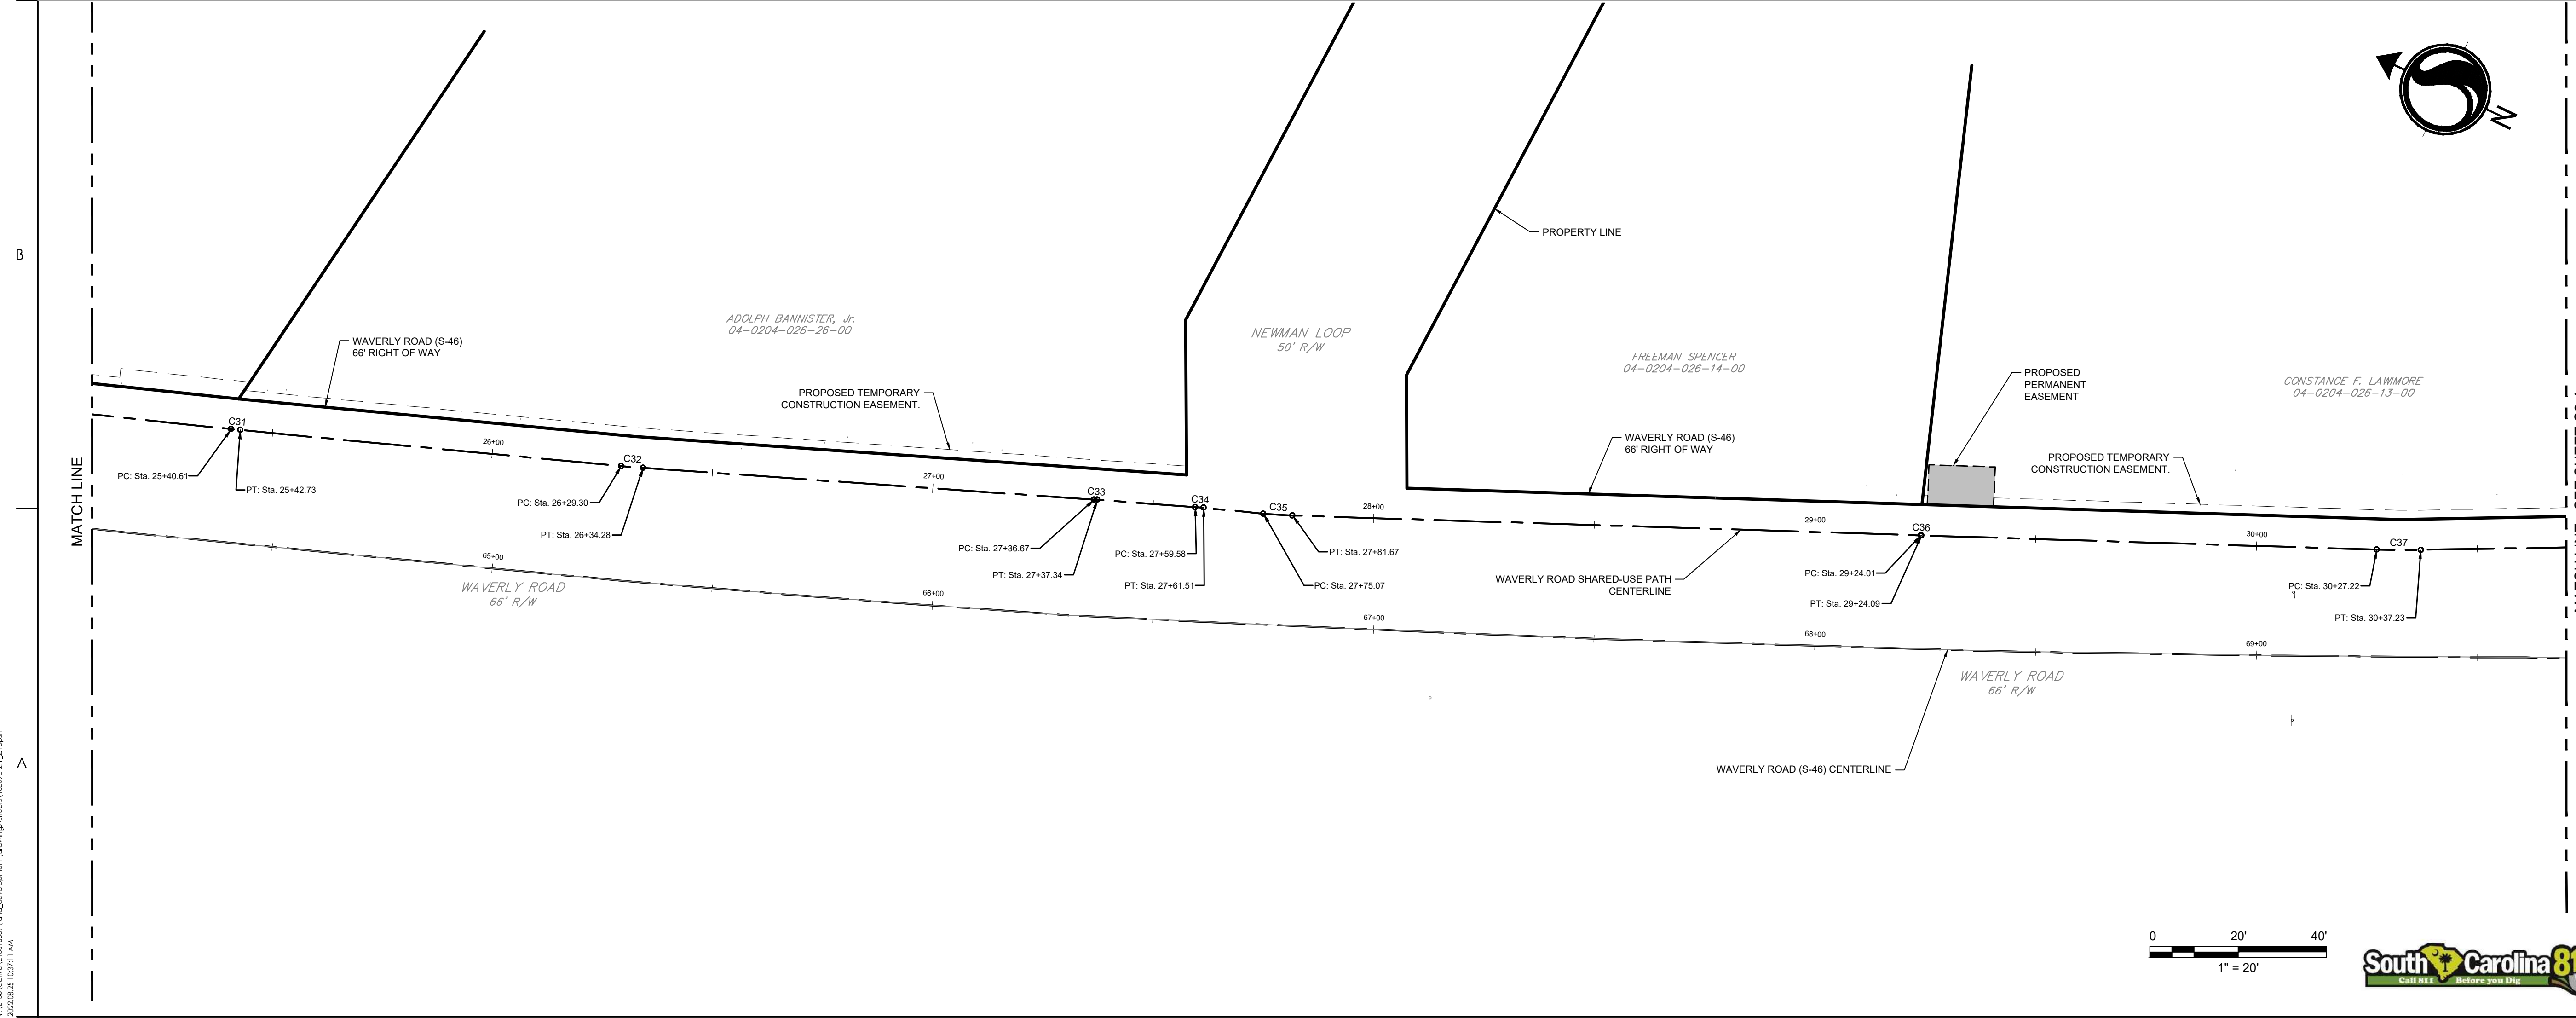 B
A
MATCH LINE
WAVERLY ROAD (S-46)
66' RIGHT OF WAY
ADOLPH BANNISTER, Jr.
04-0204-026-26-00
PROPOSED TEMPORARY
CONSTRUCTION EASEMENT.
NEWMAN LOOP
50' R/W
PROPERTY LINE
FREEMAN SPENCER
04-0204-026-14-00
WAVERLY ROAD (S-46)
66' RIGHT OF WAY
PROPOSED
PERMANENT
EASEMENT
CONSTANCE F. LAWIMORE
04-0204-026-13-00
PROPOSED TEMPORARY
CONSTRUCTION EASEMENT.
N
C31
PC: Sta. 25+40.61
PT: Sta. 25+42.73
26+00
C32
PC: Sta. 26+29.30
PT: Sta. 26+34.28
27+00
C33
PC: Sta. 27+36.67
PT: Sta. 27+37.34
C34
PC: Sta. 27+59.58
PT: Sta. 27+61.51
C35
PC: Sta. 27+75.07
PT: Sta. 27+81.67
28+00
29+00
C36
PC: Sta. 29+24.01
PT: Sta. 29+24.09
30+00
C37
PC: Sta. 30+27.22
PT: Sta. 30+37.23
WAVERLY ROAD SHARED-USE PATH
CENTERLINE
65+00
66+00
67+00
68+00
69+00
WAVERLY ROAD
66' R/W
WAVERLY ROAD
66' R/W
WAVERLY ROAD (S-46) CENTERLINE
0 20' 40'
1" = 20'
South Carolina 81
Call 811 Before you Dig
2022.08.25 10:37:11 AM